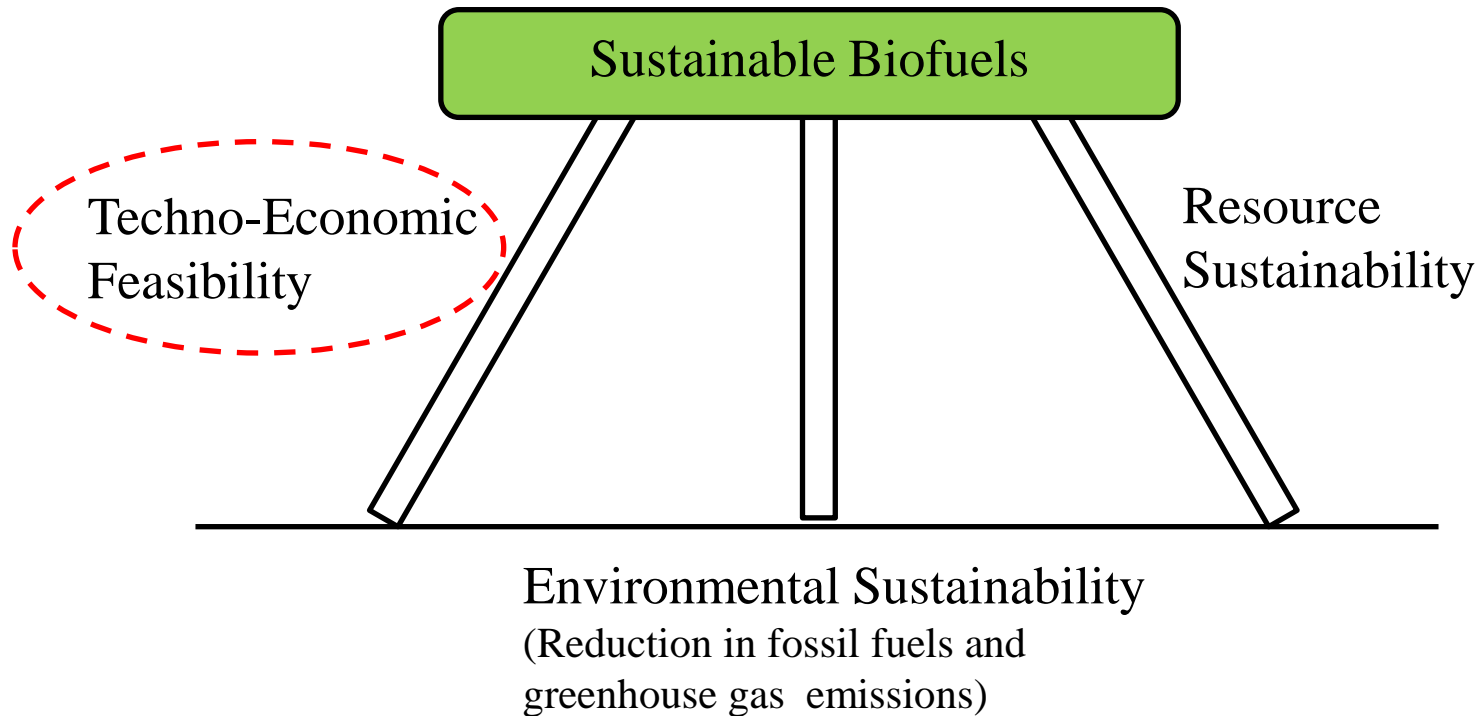 Sustainable Biofuels
Techno-Economic
Feasibility
Resource
Sustainability
Environmental Sustainability
(Reduction in fossil fuels and
greenhouse gas  emissions)